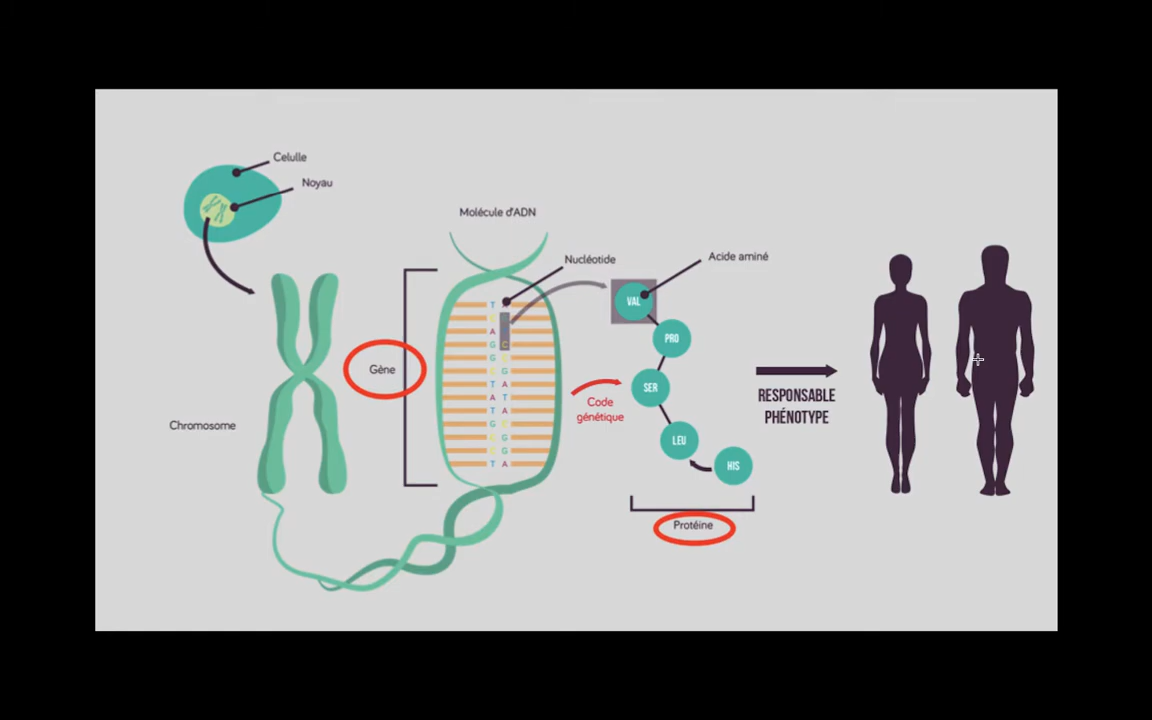 Celulle
Noyau
Molécule d'ADN
Nucléotide
Acide aminé
VAL
PRO
Gène
SER
Code
génétique
RESPONSABLE
PHÉNOTYPE
Chromosome
LEU
HIS
Protéine